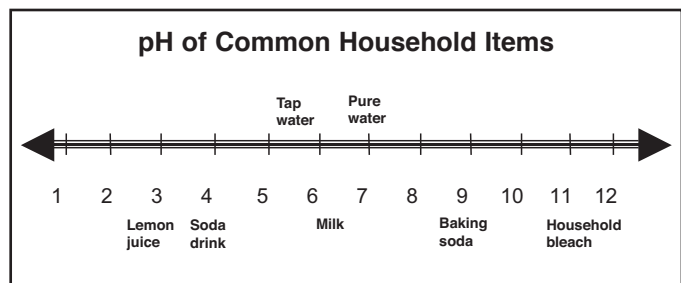 pH of Common Household Items
Tap
water
Pure
water
1 2 3 4 5 6 7 8 9 10 11 12
Lemon
juice
Soda
drink
Milk
Baking
soda
Household
bleach